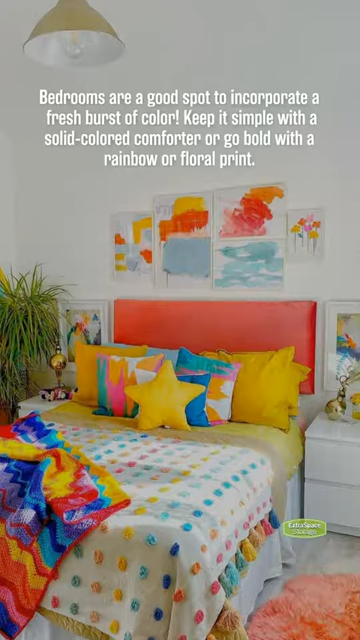 Bedrooms are a good spot to incorporate a
fresh burst of color! Keep it simple with a
solid-colored comforter or go bold with a
rainbow or floral print.
ExtraSpace
Storage